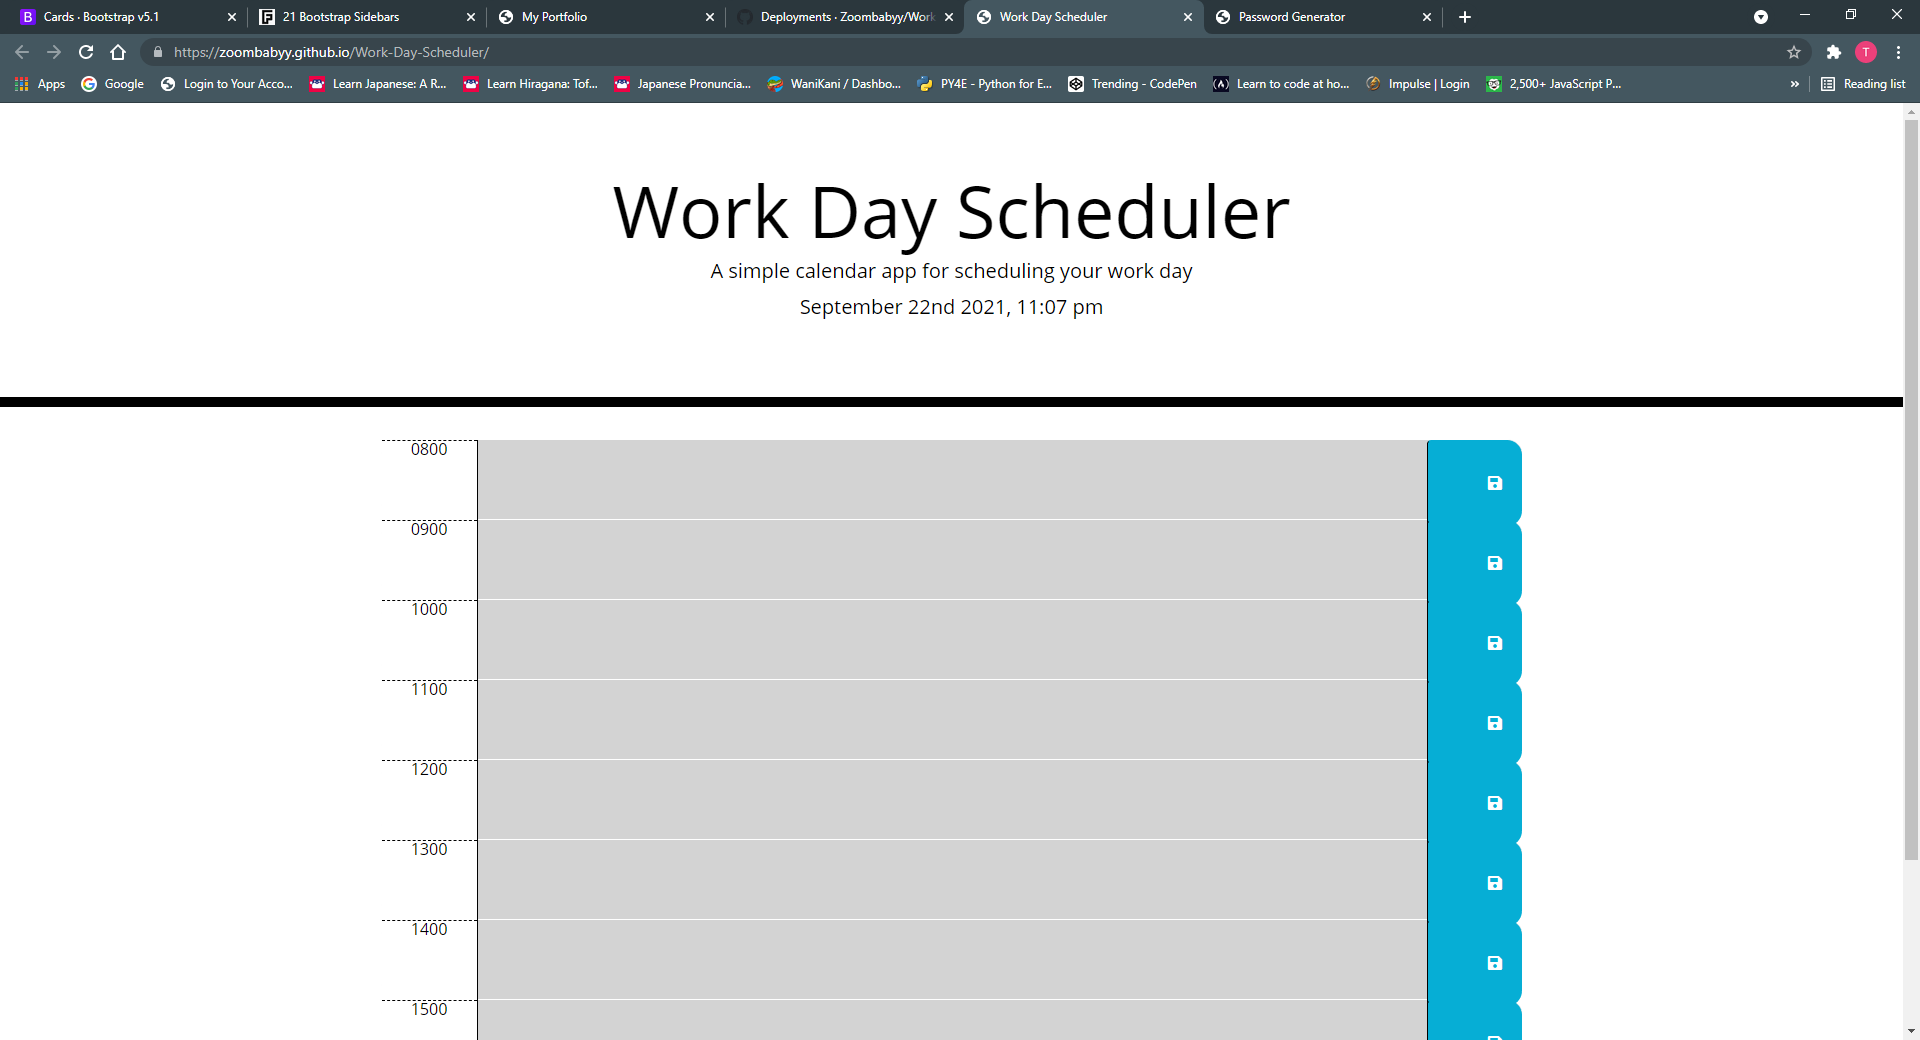 Cards · Bootstrap v5.1
21 Bootstrap Sidebars
My Portfolio
Deployments · Zoombabyy/Work
Work Day Scheduler
Password Generator
https://zoombabyy.github.io/Work-Day-Scheduler/
T
Apps
Google
Login to Your Acco...
Learn Japanese: A R...
Learn Hiragana: Tof...
Japanese Pronuncia...
WaniKani / Dashbo...
PY4E - Python for E...
Trending - CodePen
Learn to code at ho...
Impulse | Login
2,500+ JavaScript P...
»
Reading list
Work Day Scheduler
A simple calendar app for scheduling your work day
September 22nd 2021, 11:07 pm
0800
0900
1000
1100
1200
1300
1400
1500